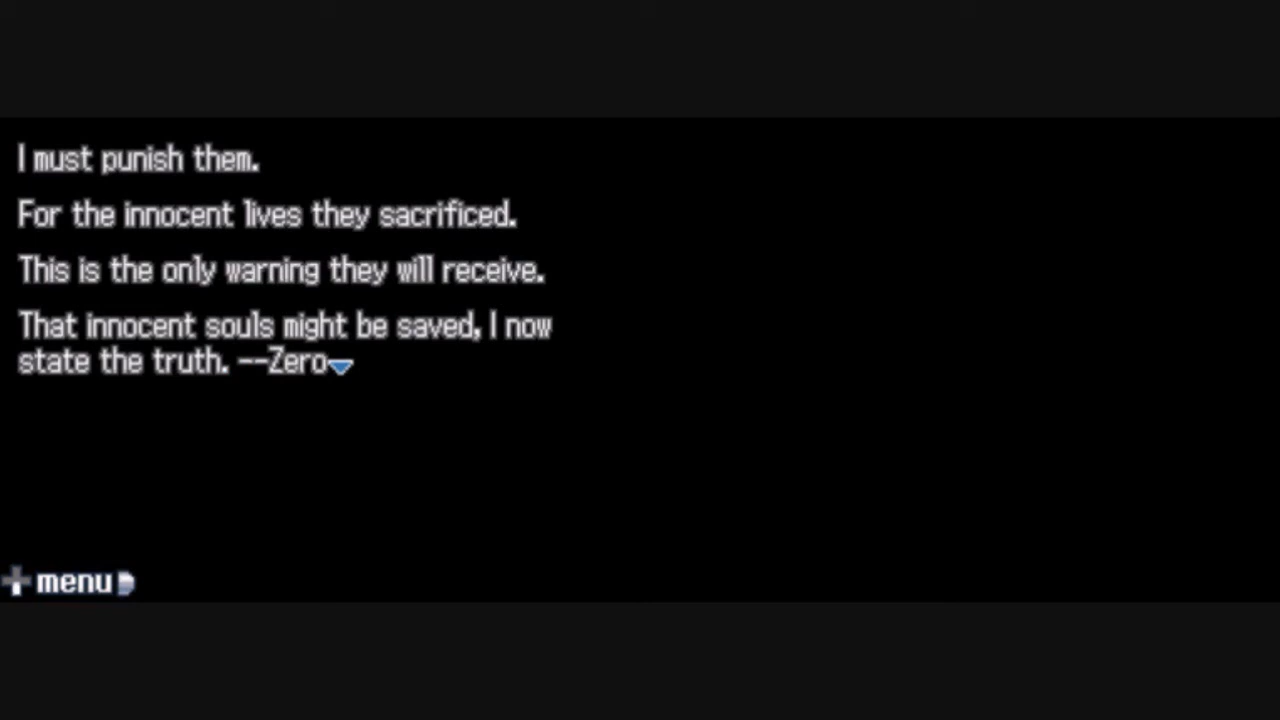 I must punish them.
For the innocent lives they sacrificed.
This is the only warning they will receive.
That innocent souls might be saved, I now
state the truth. --Zero
menu